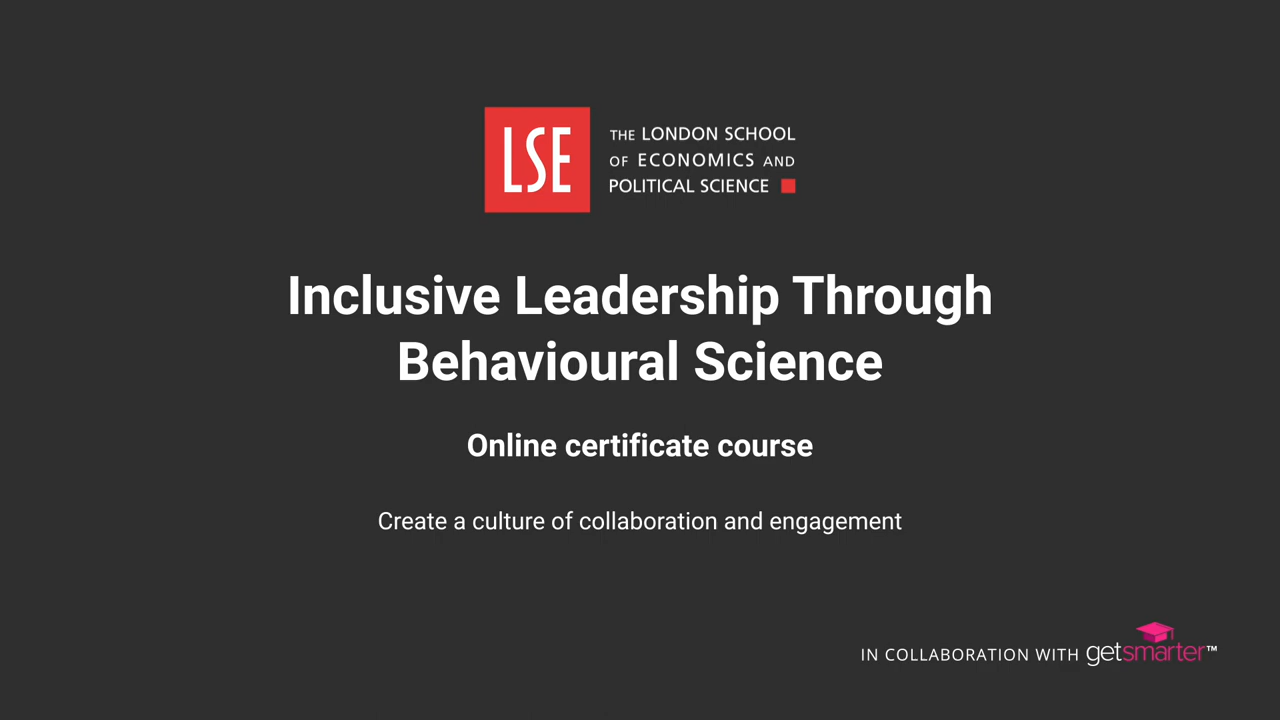 LSE
THE LONDON SCHOOL
OF ECONOMICS AND
POLITICAL SCIENCE
Inclusive Leadership Through
Behavioural Science
Online certificate course
Create a culture of collaboration and engagement
IN COLLABORATION WITH getsmarter™